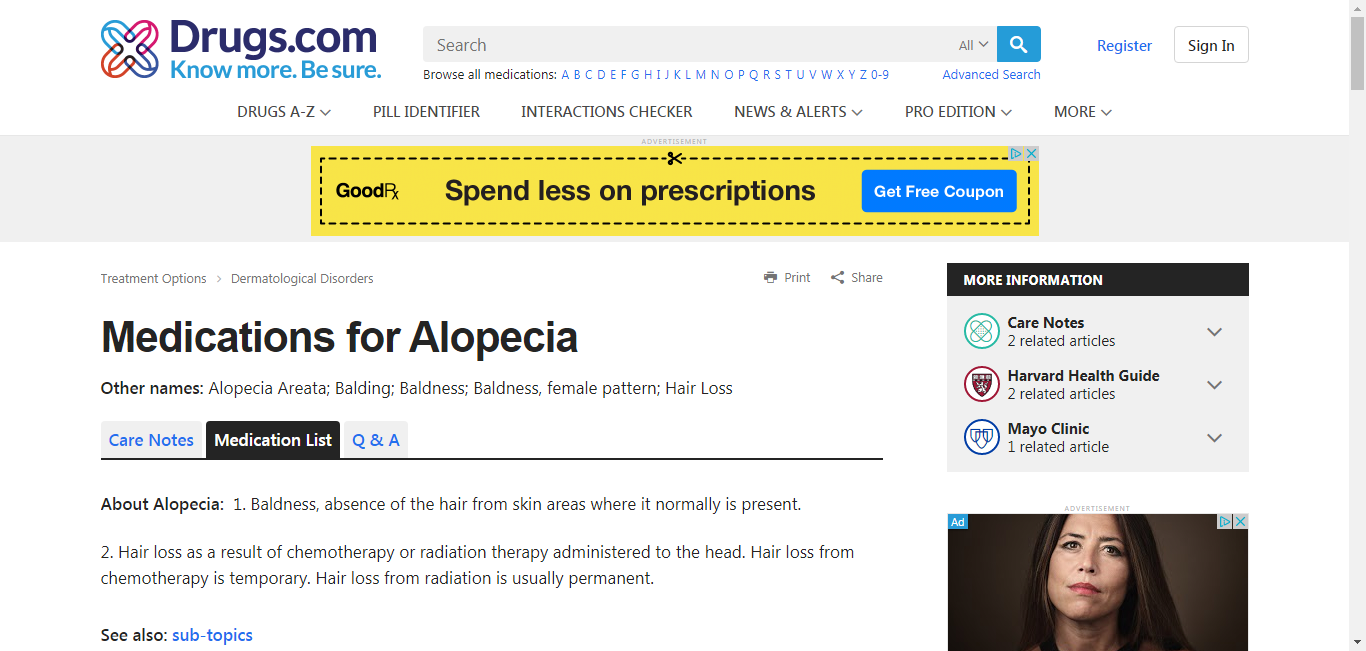 Drugs.com
Know more. Be sure.
Search
All
Register
Sign In
Browse all medications: A B C D E F G H I J K L M N O P Q R S T U V W X Y Z 0-9
Advanced Search
DRUGS A-Z
PILL IDENTIFIER
INTERACTIONS CHECKER
NEWS & ALERTS
PRO EDITION
MORE
ADVERTISEMENT
GoodRx
Spend less on prescriptions
Get Free Coupon
Treatment Options > Dermatological Disorders
Print
Share
Medications for Alopecia
Other names: Alopecia Areata; Balding; Baldness; Baldness, female pattern; Hair Loss
Care Notes
Medication List
Q & A
About Alopecia: 1. Baldness, absence of the hair from skin areas where it normally is present.
2. Hair loss as a result of chemotherapy or radiation therapy administered to the head. Hair loss from
chemotherapy is temporary. Hair loss from radiation is usually permanent.
See also: sub-topics
MORE INFORMATION
Care Notes
2 related articles
Harvard Health Guide
2 related articles
Mayo Clinic
1 related article
ADVERTISEMENT
Ad